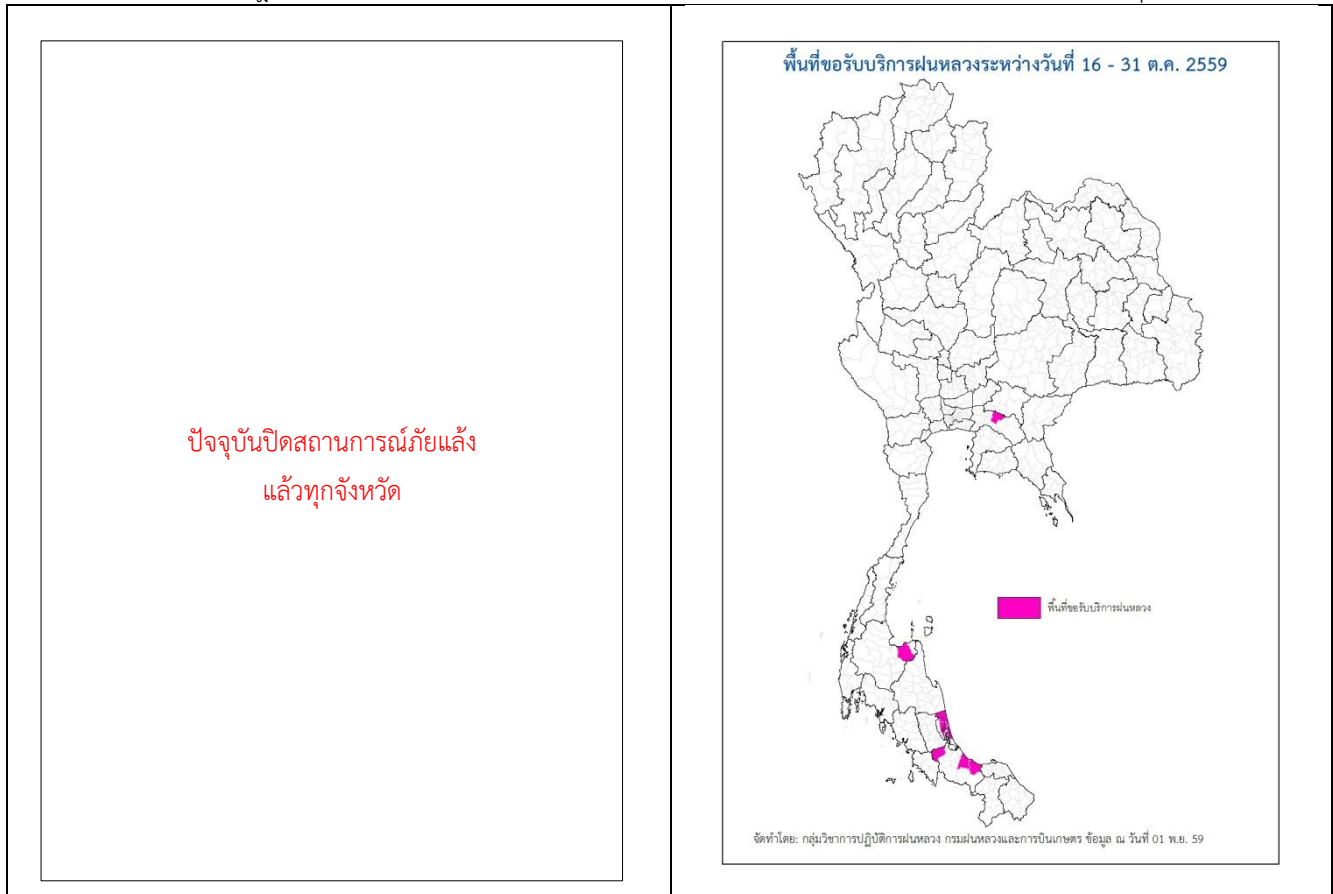 ปัจจุบันปิดสถานการณ์ภัยแล้ง
แล้วทุกจังหวัด
พื้นที่ขอรับบริการฝนหลวงระหว่างวันที่ 16 - 31 ต.ค. 2559
พื้นที่ขอรับบริการฝนหลวง
จัดทำโดย: กลุ่มวิชาการปฏิบัติการฝนหลวง กรมฝนหลวงและการบินเกษตร ข้อมูล ณ วันที่ 01 พ.ย. 59